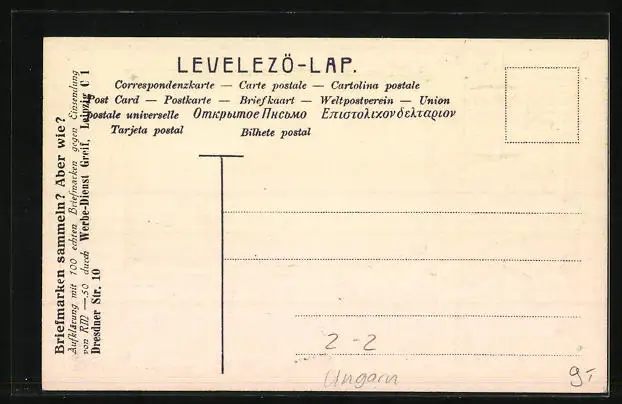 LEVELEZÖ-LAP.
Correspondenzkarte — Carte postale — Cartolina postale
Post Card — Postkarte — Briefkaart — Weltpostverein — Union
postale universelle Открытое Письмо Επιστολιχονδελταριον
Tarjeta postal Bilhete postal
Briefmarken sammeln? Aber wie?
Aufklärung mit 100 echten Briefmarken gegen Einsendung
von RM —.50 durch Werbe-Dienst Greif, Leipzig C 1
Dresdner Str. 10
2-2
Ungarn
9,-